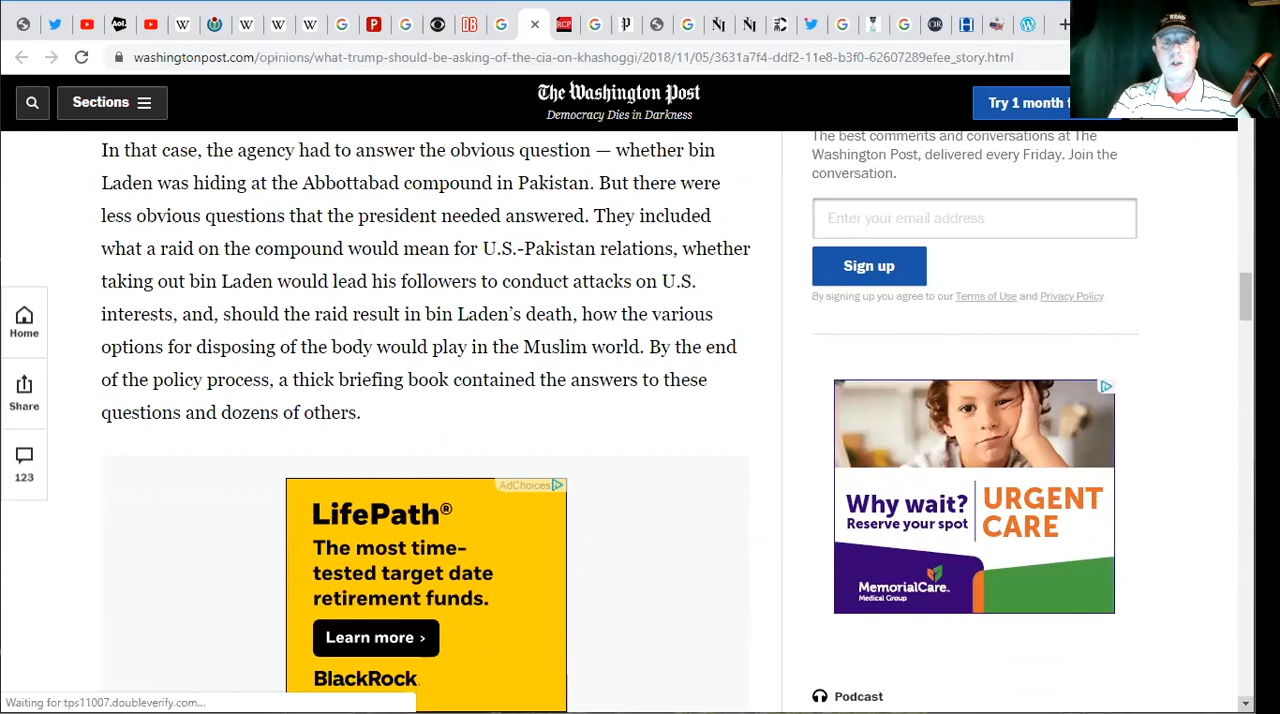 washingtonpost.com/opinions/what-trump-should-be-asking-of-the-cia-on-khashoggi/2018/11/05/3631a7f4-ddf2-11e8-b3f0-62607289efee_story.html
Sections
The Washington Post
Democracy Dies in Darkness
Try 1 month
In that case, the agency had to answer the obvious question — whether bin
Laden was hiding at the Abbottabad compound in Pakistan. But there were
less obvious questions that the president needed answered. They included
what a raid on the compound would mean for U.S.-Pakistan relations, whether
taking out bin Laden would lead his followers to conduct attacks on U.S.
interests, and, should the raid result in bin Laden’s death, how the various
options for disposing of the body would play in the Muslim world. By the end
of the policy process, a thick briefing book contained the answers to these
questions and dozens of others.
Home
Share
123
AdChoices
LifePath®
The most time-
tested target date
retirement funds.
Learn more ›
BlackRock
The best comments and conversations at The
Washington Post, delivered every Friday. Join the
conversation.
Enter your email address
Sign up
By signing up you agree to our Terms of Use and Privacy Policy
Why wait?
Reserve your spot
URGENT
CARE
MemorialCare
Medical Group
Podcast
Waiting for tps11007.doubleverify.com...